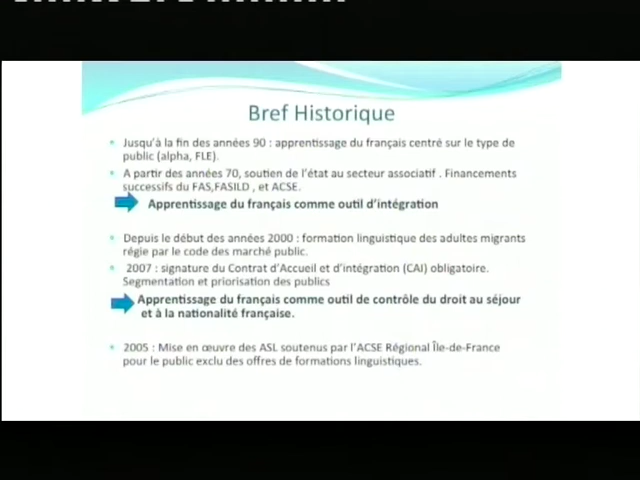 Bref Historique
• Jusqu'à la fin des années 90 : apprentissage du français centré sur le type de
public (alpha, FLE).
• A partir des années 70, soutien de l'état au secteur associatif . Financements
successifs du FAS,FASILD , et ACSE.
Apprentissage du français comme outil d'intégration
• Depuis le début des années 2000 : formation linguistique des adultes migrants
régie par le code des marché public.
• 2007 : signature du Contrat d'Accueil et d'intégration (CAI) obligatoire.
Segmentation et priorisation des publics
Apprentissage du français comme outil de contrôle du droit au séjour
et à la nationalité française.
• 2005 : Mise en œuvre des ASL soutenus par l'ACSE Régional Île-de-France
pour le public exclu des offres de formations linguistiques.